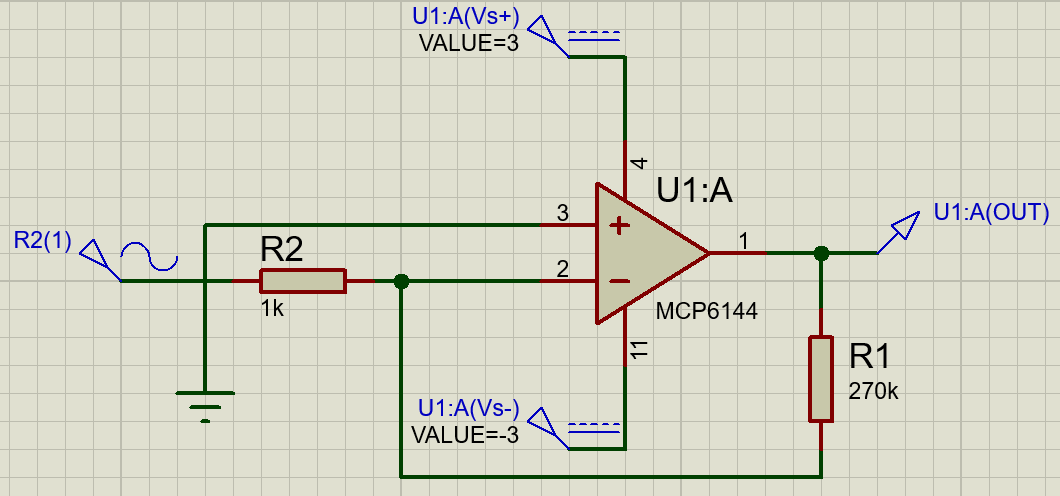 U1:A(Vs+)
VALUE=3
4
U1:A
3
R2(1)
R2
1k
2
1
U1:A(OUT)
MCP6144
11
R1
270k
U1:A(Vs-)
VALUE=-3